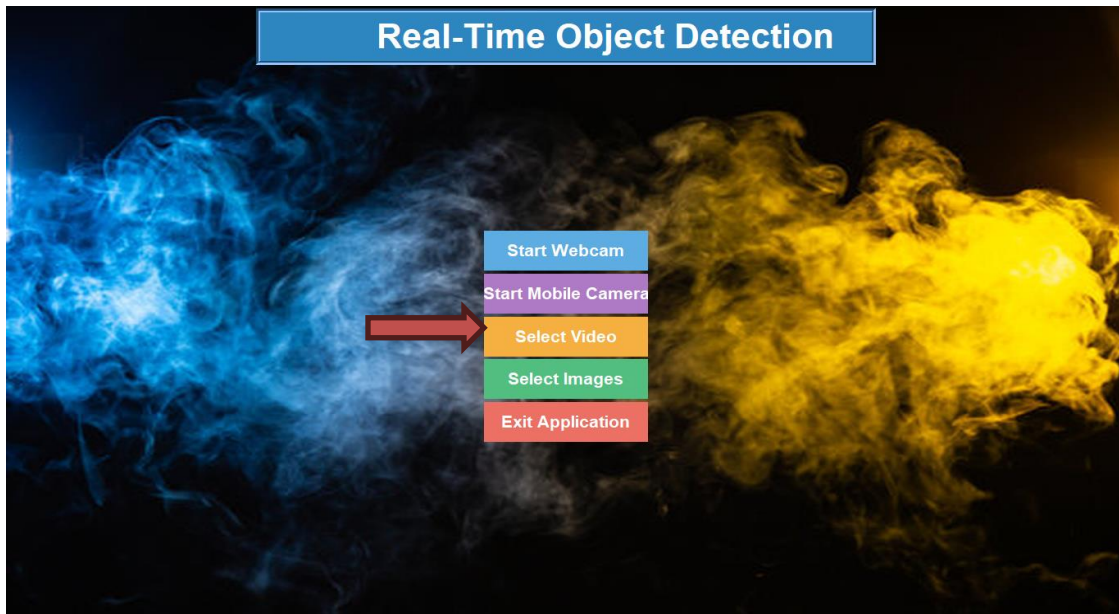 Real-Time Object Detection
Start Webcam
Start Mobile Camera
Select Video
Select Images
Exit Application